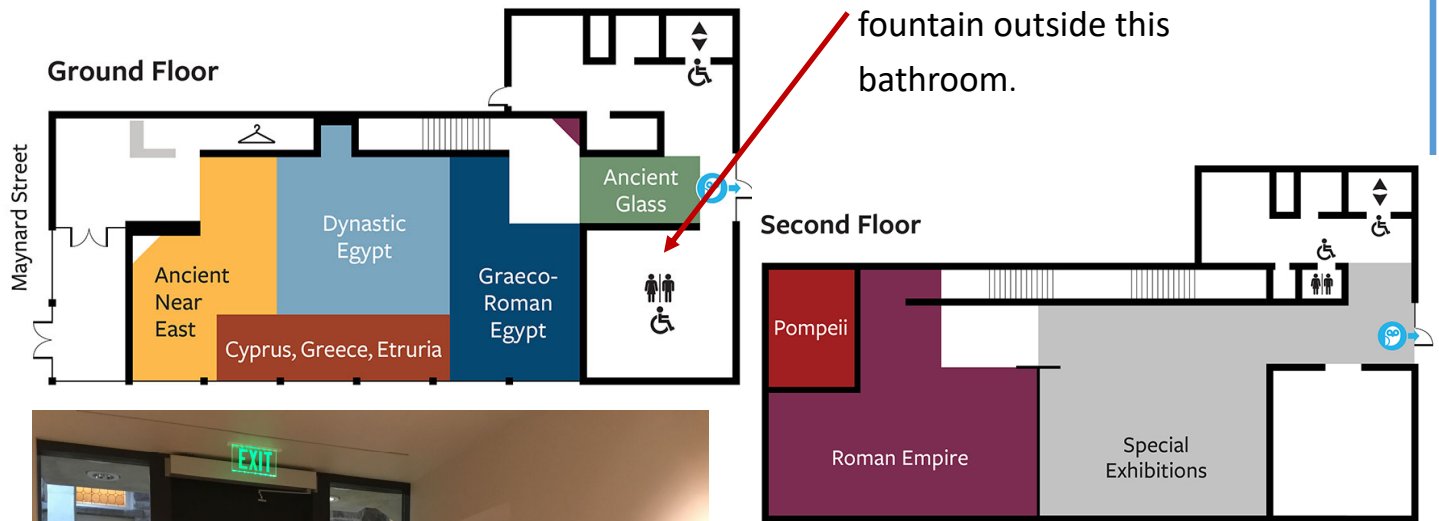 fountain outside this
bathroom.
Ground Floor
Maynard Street
Ancient
Near
East
Dynastic
Egypt
Cyprus, Greece, Etruria
Graeco-
Roman
Egypt
Ancient
Glass
Second Floor
Pompeii
Roman Empire
Special
Exhibitions
EXIT